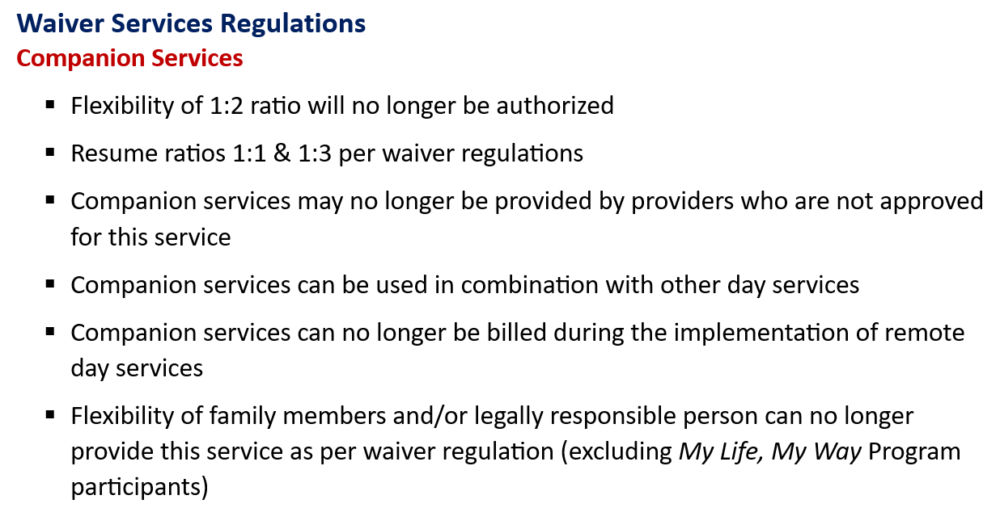 Waiver Services Regulations
Companion Services
▪ Flexibility of 1:2 ratio will no longer be authorized
▪ Resume ratios 1:1 & 1:3 per waiver regulations
▪ Companion services may no longer be provided by providers who are not approved
for this service
▪ Companion services can be used in combination with other day services
▪ Companion services can no longer be billed during the implementation of remote
day services
▪ Flexibility of family members and/or legally responsible person can no longer
provide this service as per waiver regulation (excluding My Life, My Way Program
participants)